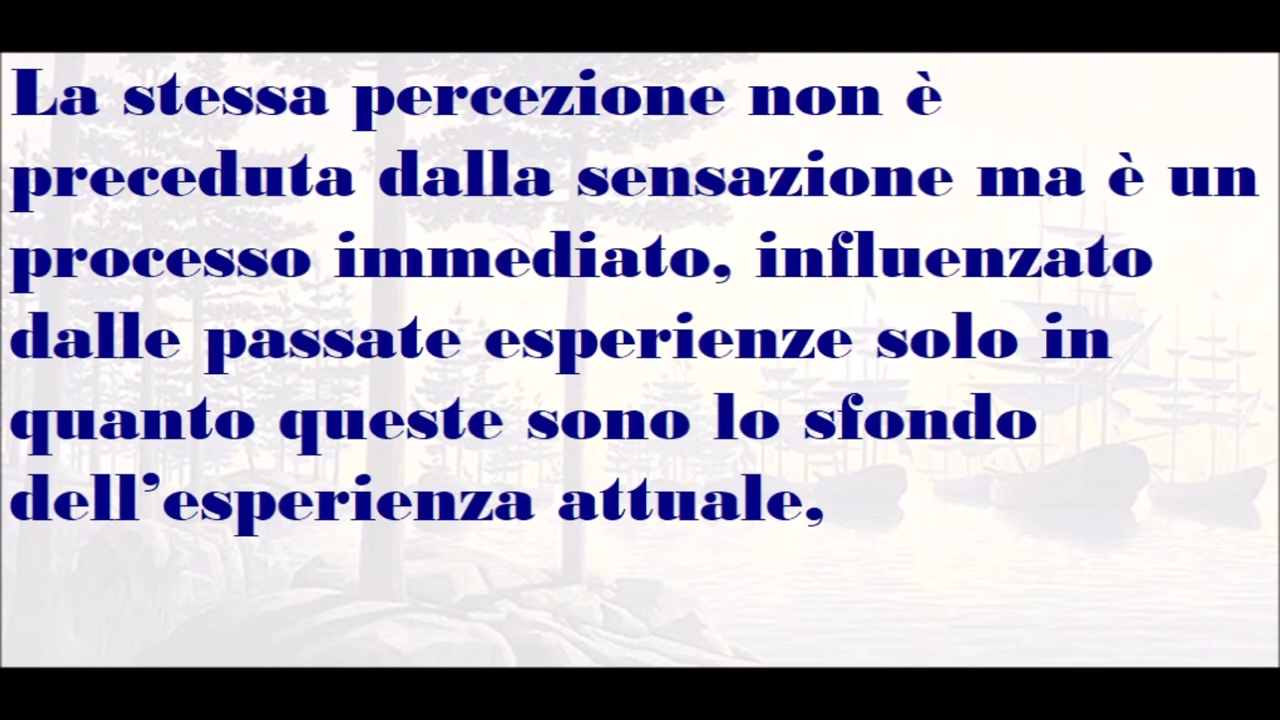 La stessa percezione non è
preceduta dalla sensazione ma è un
processo immediato, influenzato
dalle passate esperienze solo in
quanto queste sono lo sfondo
dell’esperienza attuale,